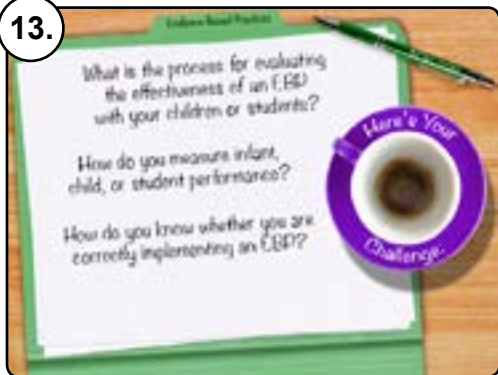 13.
Evidence-Based Practices
What is the process for evaluating
the effectiveness of an EBP
with your children or students?
How do you measure infant,
child, or student performance?
How do you know whether you are
correctly implementing an EBP?
Here's Your
Challenge.